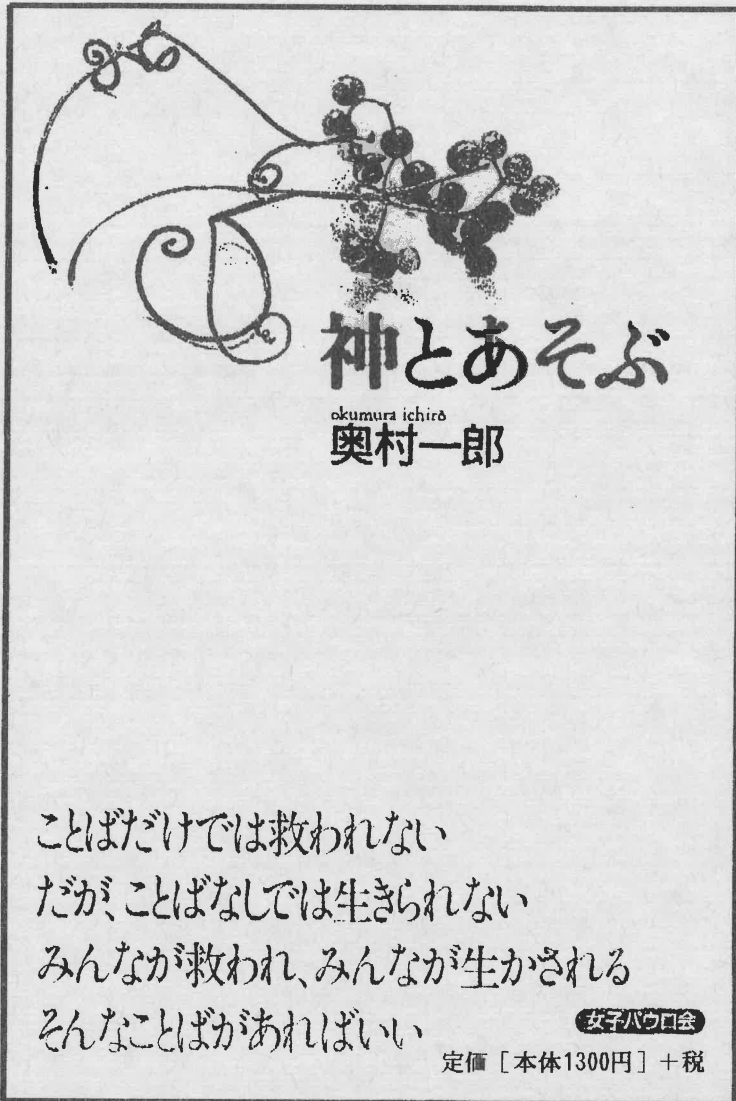 神とあそぶ
okumura ichirō
奥村一郎
ことばだけでは救われない
だが、ことばなしでは生きられない
みんなが救われ、みんなが生かされる
そんなことばがあればいい
女子パウロ会
定価［本体1300円］＋税